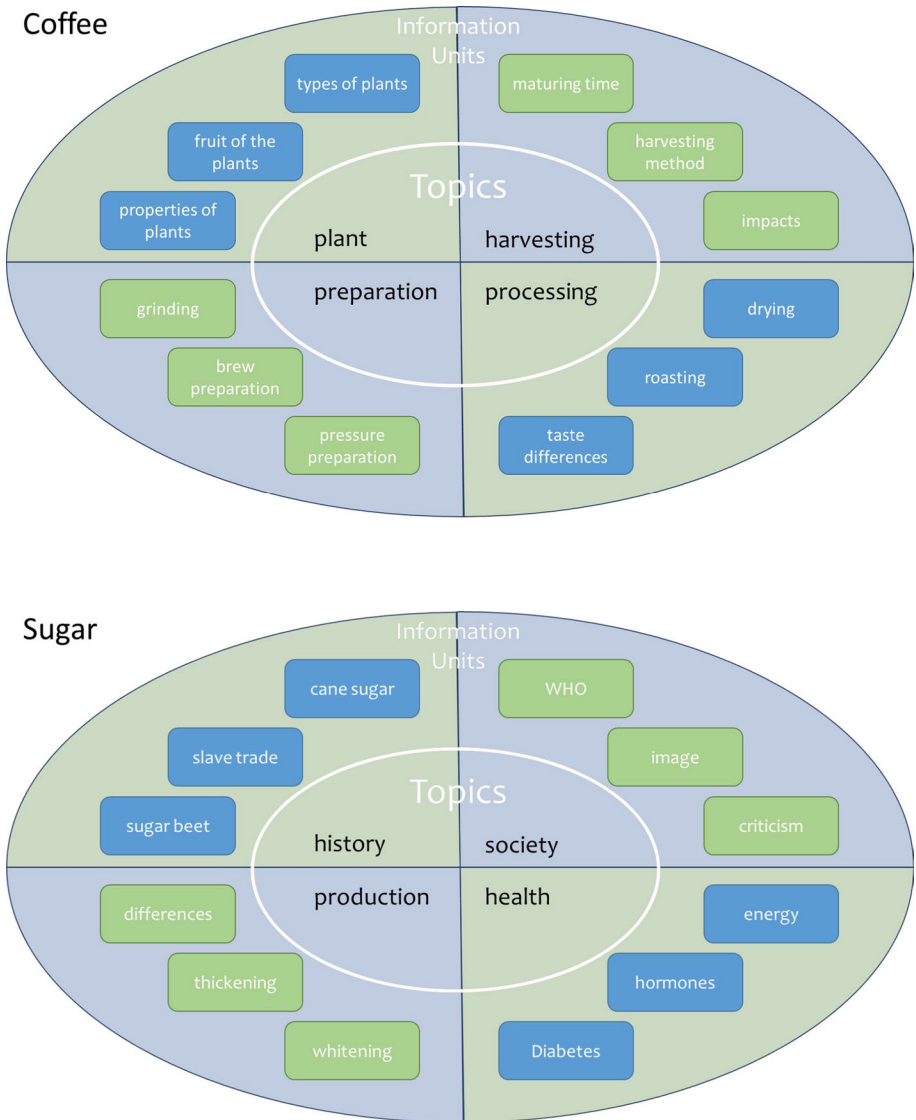 Coffee
Information
Units
types of plants
fruit of the
plants
properties of
plants
maturing time
harvesting
method
impacts
Topics
plant
harvesting
preparation
processing
grinding
brew
preparation
pressure
preparation
drying
roasting
taste
differences
Sugar
Information
Units
cane sugar
slave trade
sugar beet
WHO
image
criticism
Topics
history
society
production
health
differences
thickening
whitening
energy
hormones
Diabetes